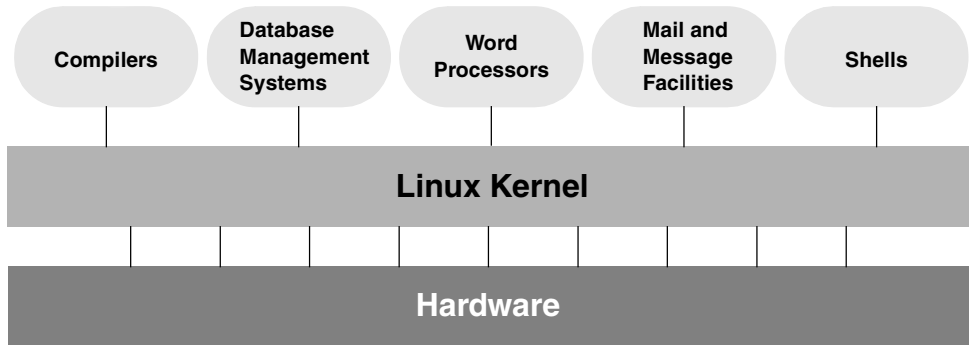 Compilers
Database
Management
Systems
Word
Processors
Mail and
Message
Facilities
Shells
Linux Kernel
Hardware